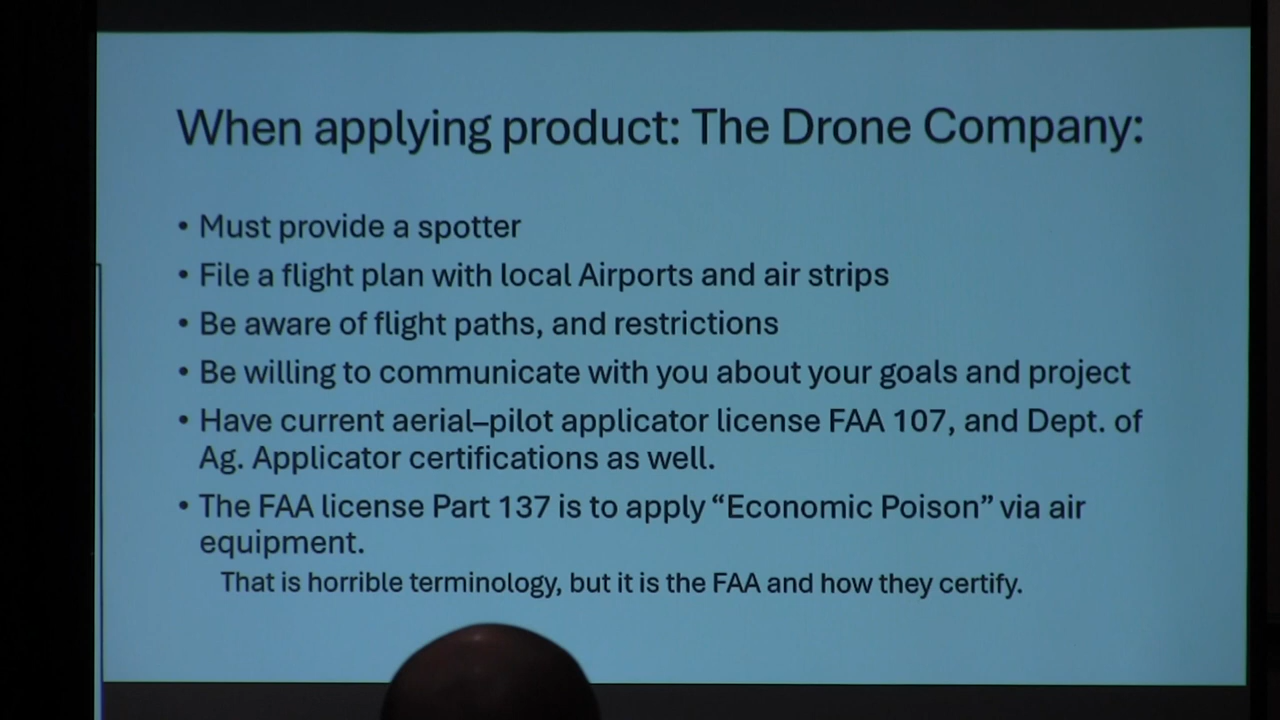 When applying product: The Drone Company:
• Must provide a spotter
• File a flight plan with local Airports and air strips
• Be aware of flight paths, and restrictions
• Be willing to communicate with you about your goals and project
• Have current aerial–pilot applicator license FAA 107, and Dept. of
Ag. Applicator certifications as well.
• The FAA license Part 137 is to apply “Economic Poison” via air
equipment.
That is horrible terminology, but it is the FAA and how they certify.